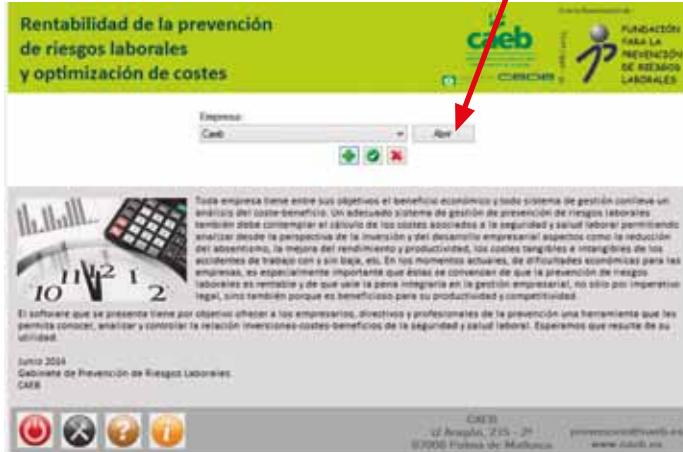 Rentabilidad de la prevención
de riesgos laborales
y optimización de costes
caeb
CEOE
FUNDACIÓN
PARA LA
PREVENCIÓN
DE RIESGOS
LABORALES
Empresa:
Caeb
Abrir
Toda empresa tiene entre sus objetivos el beneficio económico y todo sistema de gestión conlleva un
análisis del coste-beneficio. Un adecuado sistema de gestión de prevención de riesgos laborales
también debe contemplar el cálculo de los costes asociados a la seguridad y salud laboral permitiendo
analizar desde la perspectiva de la inversión y del desarrollo empresarial aspectos como la reducción
del absentismo, la mejora del rendimiento y productividad, los costes tangibles e intangibles de los
accidentes de trabajo con y sin baja, etc. En los momentos actuales, de dificultades económicas para las
empresas, es especialmente importante que éstas se convenzan de que la prevención de riesgos
laborales es rentable y de que vale la pena integrarla en la gestión empresarial, no sólo por imperativo
legal, sino también porque es beneficioso para su productividad y competitividad.
10 11 12 1 2
El software que se presenta tiene por objetivo ofrecer a los empresarios, directivos y profesionales de la prevención una herramienta que les
permita conocer, analizar y controlar la relación inversiones-costes-beneficios de la seguridad y salud laboral. Esperamos que resulte de su
utilidad.
Junio 2014
Gabinete de Prevención de Riesgos Laborales
CAEB
CAEB
c/ Aragón, 215 - 2º
07008 Palma de Mallorca
www.caeb.es